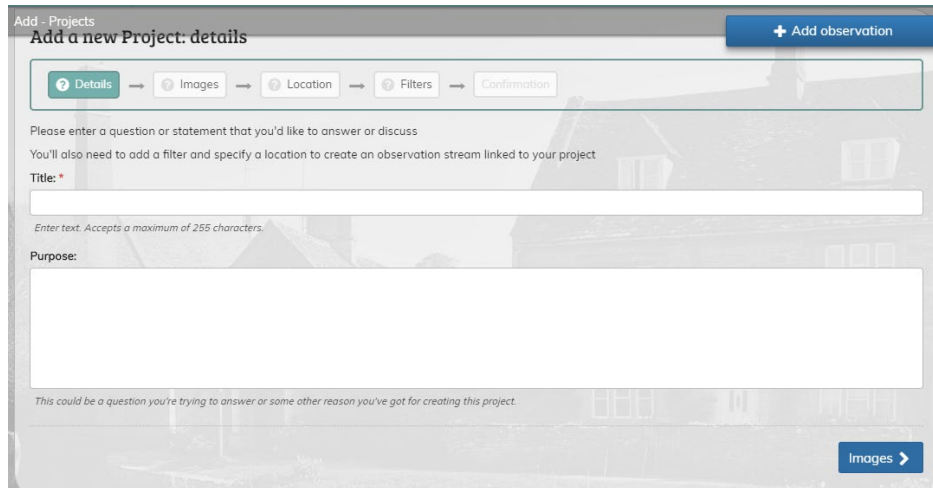 Add - Projects
Add a new Project: details
Add observation
Details
Images
Location
Filters
Confirmation
Please enter a question or statement that you'd like to answer or discuss
You'll also need to add a filter and specify a location to create an observation stream linked to your project
Title: *
Enter text. Accepts a maximum of 255 characters.
Purpose:
This could be a question you're trying to answer or some other reason you've got for creating this project.
Images